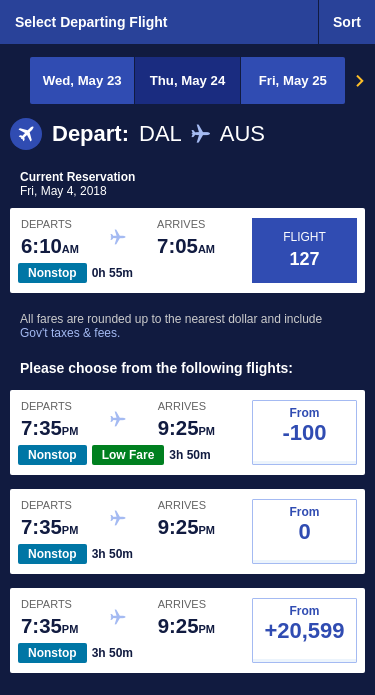 Select Departing Flight Sort
Wed, May 23 Thu, May 24 Fri, May 25
Depart: DAL AUS
Current Reservation
Fri, May 4, 2018
DEPARTS ARRIVES FLIGHT
6:10AM 7:05AM 127
Nonstop 0h 55m
All fares are rounded up to the nearest dollar and include
Gov't taxes & fees.
Please choose from the following flights:
DEPARTS ARRIVES From
7:35PM 9:25PM -100
Nonstop Low Fare 3h 50m
DEPARTS ARRIVES From
7:35PM 9:25PM 0
Nonstop 3h 50m
DEPARTS ARRIVES From
7:35PM 9:25PM +20,599
Nonstop 3h 50m